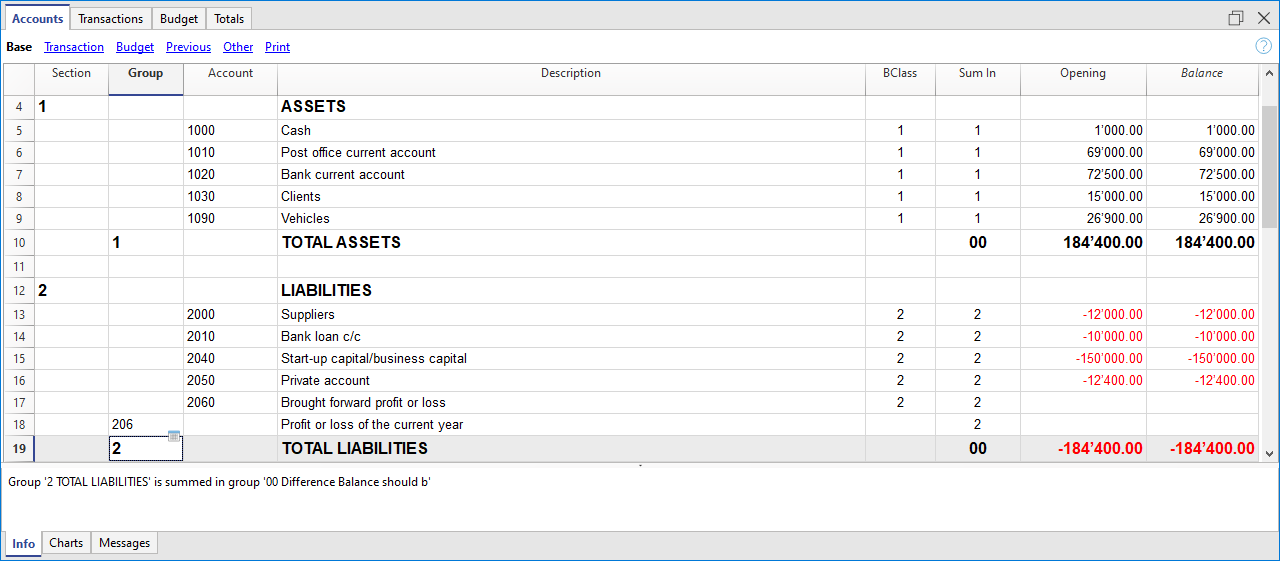 Accounts Transactions Budget Totals
Base Transaction Budget Previous Other Print ?
Section Group Account Description BClass Sum In Opening Balance
4 1 ASSETS
5 1000 Cash 1 1 1’000.00 1’000.00
6 1010 Post office current account 1 1 69’000.00 69’000.00
7 1020 Bank current account 1 1 72’500.00 72’500.00
8 1030 Clients 1 1 15’000.00 15’000.00
9 1090 Vehicles 1 1 26’900.00 26’900.00
10 1 TOTAL ASSETS 00 184’400.00 184’400.00
11
12 2 LIABILITIES
13 2000 Suppliers 2 2 -12’000.00 -12’000.00
14 2010 Bank loan c/c 2 2 -10’000.00 -10’000.00
15 2040 Start-up capital/business capital 2 2 -150’000.00 -150’000.00
16 2050 Private account 2 2 -12’400.00 -12’400.00
17 2060 Brought forward profit or loss 2 2
18 206 Profit or loss of the current year 2
19 2 TOTAL LIABILITIES 00 -184’400.00 -184’400.00
Group '2 TOTAL LIABILITIES' is summed in group '00 Difference Balance should b'
Info Charts Messages